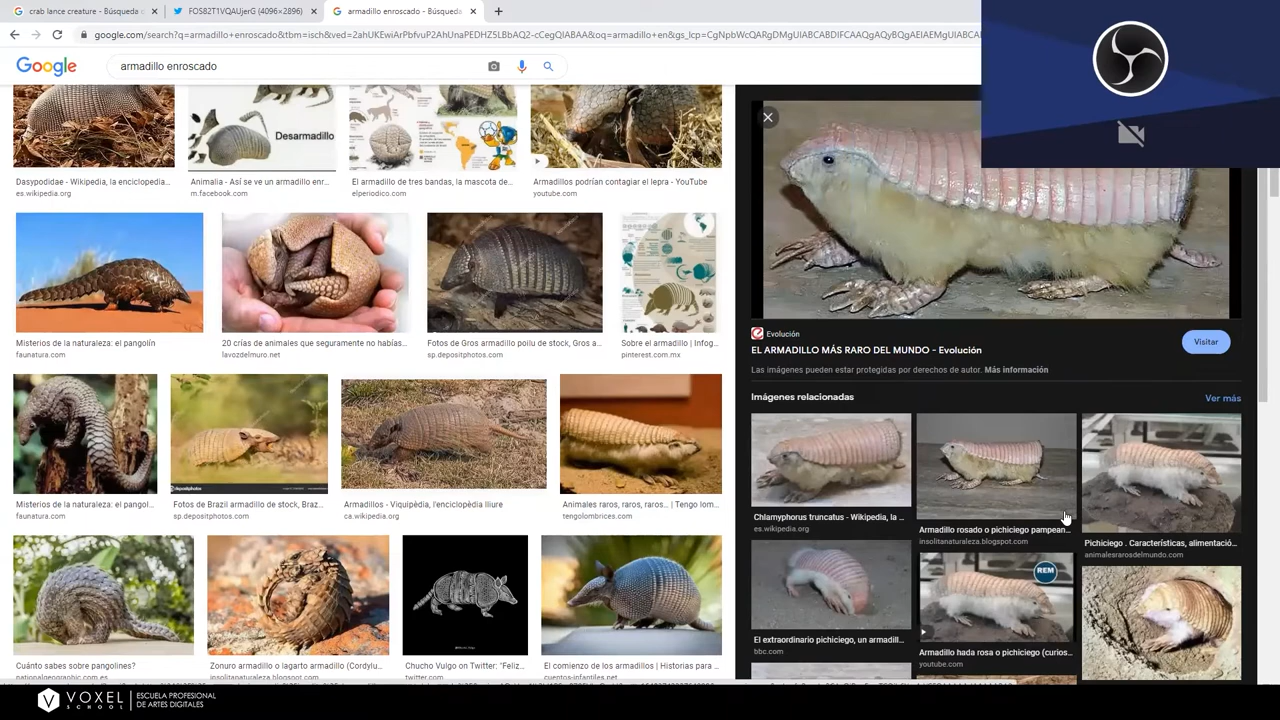 crab lance creature - Búsqueda
FOS82T1VQAUjerG (4096×2289)
armadillo enroscado - Búsqueda
google.com/search?q=armadillo+enroscado&tbm=isch&ved=
Google
armadillo enroscado
Desarmadillo
Dasypodidae - Wikipedia, la enciclopedia...
es.wikipedia.org
Animalia - Así se ve un armadillo enr...
m.facebook.com
El armadillo de tres bandas, la mascota de...
elperiodico.com
Armadillos podrían contagiar el lepra - YouTube
youtube.com
Misterios de la naturaleza: el pangolín
faunatura.com
20 crías de animales que seguramente no habías...
lavozdelmuro.net
Fotos de Gros armadillo poilu de stock, Gros a...
sp.depositphotos.com
Sobre el armadillo | Infog...
pinterest.com.mx
Misterios de la naturaleza: el pangol...
faunatura.com
Fotos de Brazil armadillo de stock, Braz...
sp.depositphotos.com
Armadillos - Viquipèdia, l'enciclopèdia lliure
ca.wikipedia.org
Animales raros, raros, raros... | Tengo lom...
tengolombrices.com
Cuánto sabes sobre pangolines?
nationalgeographic.com.es
Zonuro armadillo o lagarto armadillo (Cordylu...
insolitanaturaleza.blogspot.com
Chucho Vulgo on Twitter: "Feliz...
twitter.com
El comienzo de los armadillos | Historias para ...
cuentos-infantiles.net
Evolución
EL ARMADILLO MÁS RARO DEL MUNDO - Evolución
Visitar
Las imágenes pueden estar protegidas por derechos de autor. Más información
Imágenes relacionadas
Ver más
Chlamyphorus truncatus - Wikipedia, la ...
es.wikipedia.org
Armadillo rosado o pichiciego pampean...
insolitanaturaleza.blogspot.com
Pichiciego . Características, alimentació...
animalesrarosdelmundo.com
El extraordinario pichiciego, un armadill...
bbc.com
REM
Armadillo hada rosa o pichiciego (curios...
youtube.com
VOXEL
SCHOOL
ESCUELA PROFESIONAL
DE ARTES DIGITALES